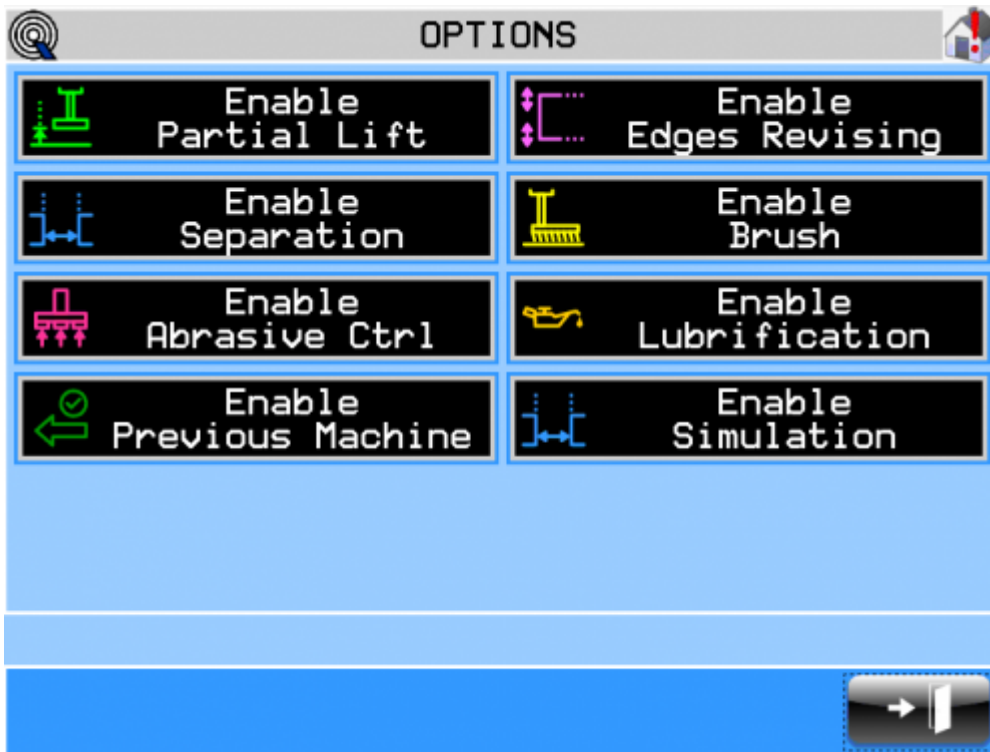 OPTIONS
Enable
Partial Lift
Enable
Edges Revising
Enable
Separation
Enable
Brush
Enable
Abrasive Ctrl
Enable
Lubrification
Enable
Previous Machine
Enable
Simulation